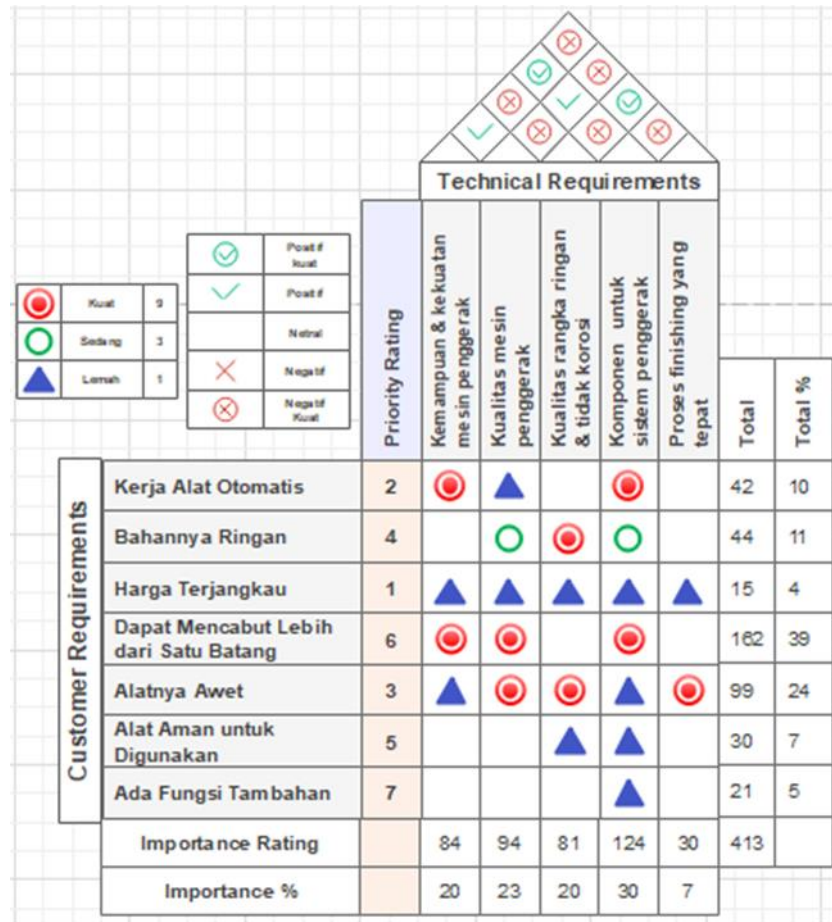 Technical Requirements
Positif
kuat
Positif
Netral
Negatif
Negatif
Kuat
Kuat 9
Sedang 3
Lemah 1
Priority Rating
Kemampuan & kekuatan
mesin penggerak
Kualitas mesin
penggerak
Kualitas rangka ringan
& tidak korosi
Komponen untuk
sistem penggerak
Proses finishing yang
tepat
Total
Total %
Customer Requirements
Kerja Alat Otomatis 2 42 10
Bahannya Ringan 4 44 11
Harga Terjangkau 1 15 4
Dapat Mencabut Lebih
dari Satu Batang 6 162 39
Alatnya Awet 3 99 24
Alat Aman untuk
Digunakan 5 30 7
Ada Fungsi Tambahan 7 21 5
Importance Rating 84 94 81 124 30 413
Importance % 20 23 20 30 7